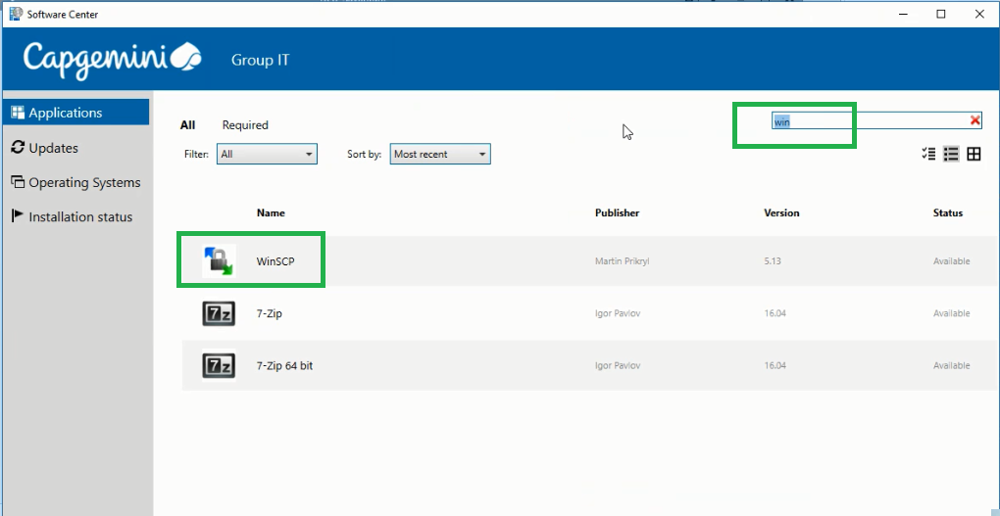 Software Center
Capgemini Group IT
Applications
Updates
Operating Systems
Installation status
All Required
win
Filter: All Sort by: Most recent
Name Publisher Version Status
WinSCP Martin Prikryl 5.13 Available
7z 7-Zip Igor Pavlov 16.04 Available
7z 7-Zip 64 bit Igor Pavlov 16.04 Available